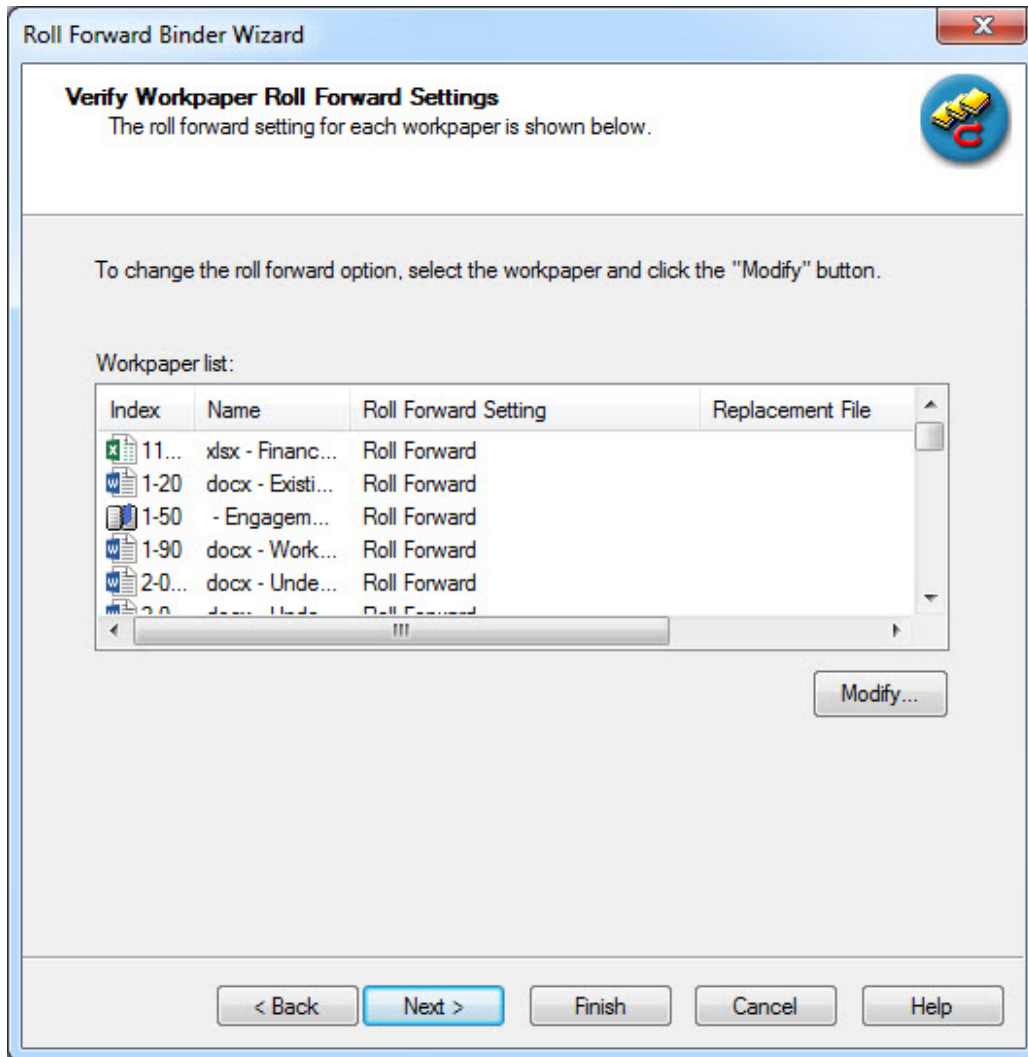 Roll Forward Binder Wizard
Verify Workpaper Roll Forward Settings
The roll forward setting for each workpaper is shown below.
To change the roll forward option, select the workpaper and click the "Modify" button.
Workpaper list:
Index Name Roll Forward Setting Replacement File
11... xlsx - Financ... Roll Forward
1-20 docx - Existi... Roll Forward
1-50 - Engagem... Roll Forward
1-90 docx - Work... Roll Forward
2-0... docx - Unde... Roll Forward
Modify...
< Back Next > Finish Cancel Help